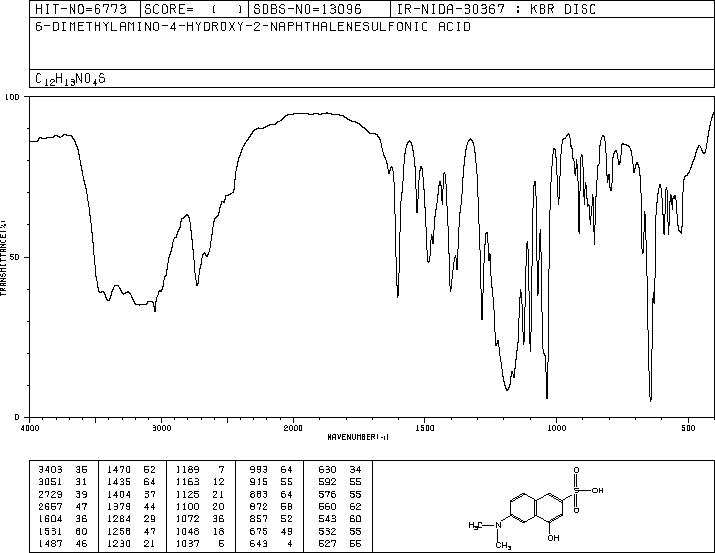 HIT-NO=6773 SCORE= ( ) SDBS-NO=13096 IR-NIDA-30367 : KBR DISC
6-DIMETHYLAMINO-4-HYDROXY-2-NAPHTHALENESULFONIC ACID
C12H13NO4S
100
TRANSMITTANCE(%)
50
0
4000 3000 2000 1500 1000 500
WAVENUMBER(-1)
3403 36 1470 52 1189 7 993 64 630 34
3051 31 1435 64 1163 12 915 55 592 55
2729 39 1404 37 1125 21 883 64 576 55
2657 47 1379 44 1100 20 872 58 560 62
1604 36 1284 29 1072 36 857 52 543 60
1531 60 1258 47 1048 18 675 49 532 55
1487 46 1230 21 1037 5 643 4 527 55
O
S OH
O
N
H3C
CH3
OH